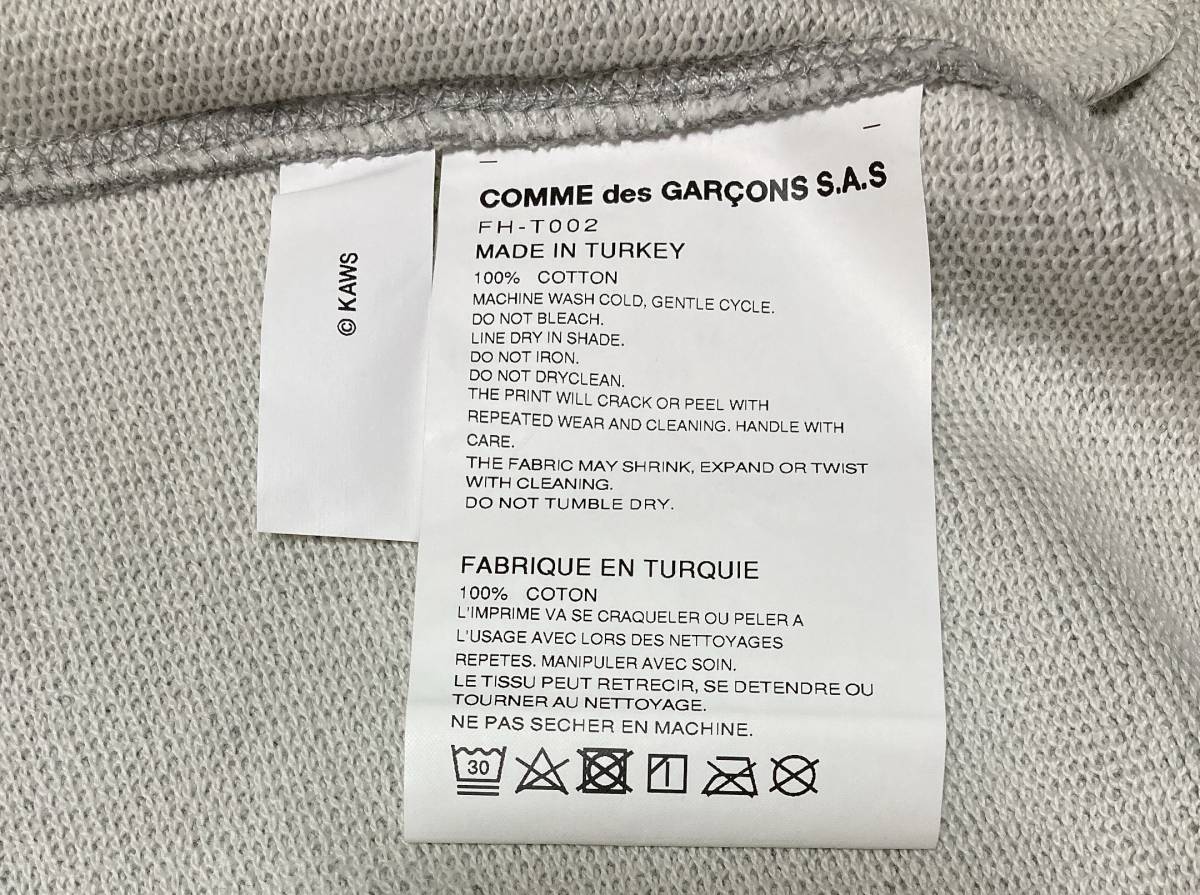 © KAWS
COMME des GARÇONS S.A.S
FH-T002
MADE IN TURKEY
100% COTTON
MACHINE WASH COLD, GENTLE CYCLE.
DO NOT BLEACH.
LINE DRY IN SHADE.
DO NOT IRON.
DO NOT DRYCLEAN.
THE PRINT WILL CRACK OR PEEL WITH
REPEATED WEAR AND CLEANING. HANDLE WITH
CARE.
THE FABRIC MAY SHRINK, EXPAND OR TWIST
WITH CLEANING.
DO NOT TUMBLE DRY.
FABRIQUE EN TURQUIE
100% COTON
L'IMPRIME VA SE CRAQUELER OU PELER A
L'USAGE AVEC LORS DES NETTOYAGES
REPETES. MANIPULER AVEC SOIN.
LE TISSU PEUT RETRECIR, SE DETENDRE OU
TOURNER AU NETTOYAGE.
NE PAS SECHER EN MACHINE.
30